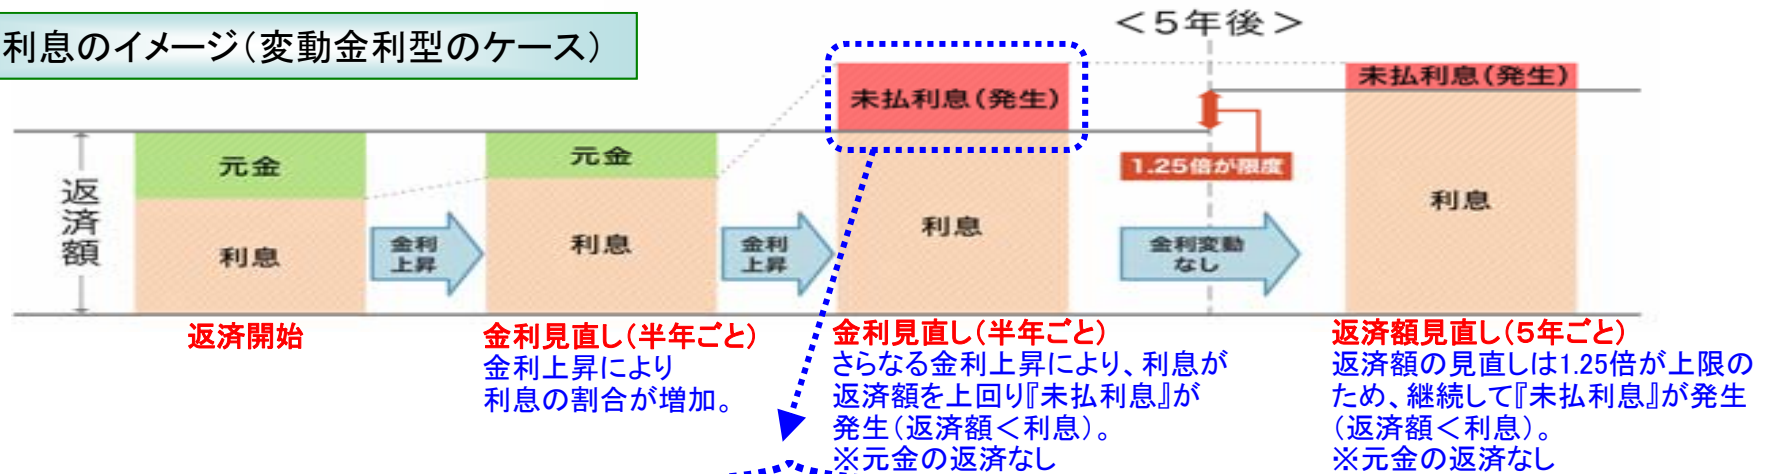 利息のイメージ(変動金利型のケース)
＜5年後＞
返済額
元金
利息
金利
上昇
元金
利息
金利
上昇
未払利息(発生)
利息
1.25倍が限度
金利変動
なし
未払利息(発生)
利息
返済開始
金利見直し(半年ごと)
金利上昇により
利息の割合が増加。
金利見直し(半年ごと)
さらなる金利上昇により、利息が
返済額を上回り『未払利息』が
発生(返済額＜利息)。
※元金の返済なし
返済額見直し(5年ごと)
返済額の見直しは1.25倍が上限の
ため、継続して『未払利息』が発生
(返済額＜利息)。
※元金の返済なし